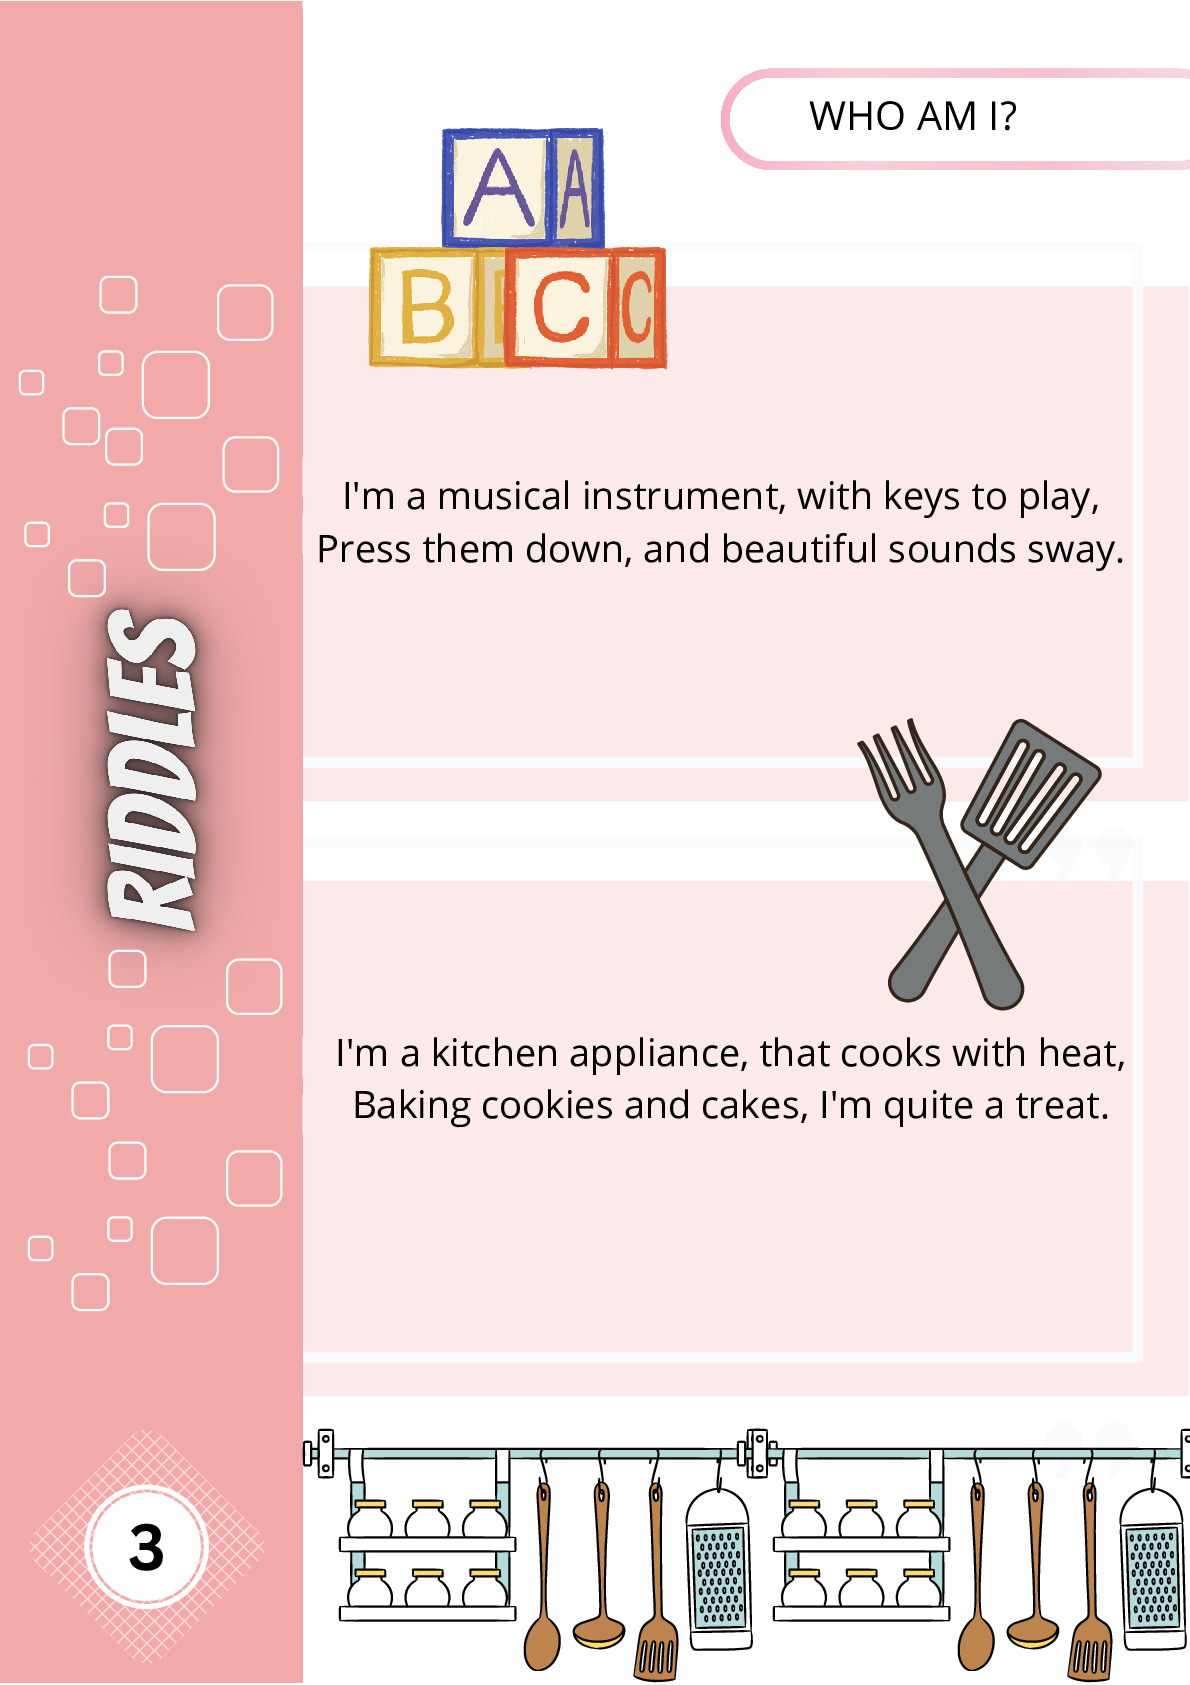 WHO AM I?
A A
B C C
I'm a musical instrument, with keys to play,
Press them down, and beautiful sounds sway.
RIDDLES
I'm a kitchen appliance, that cooks with heat,
Baking cookies and cakes, I'm quite a treat.
3